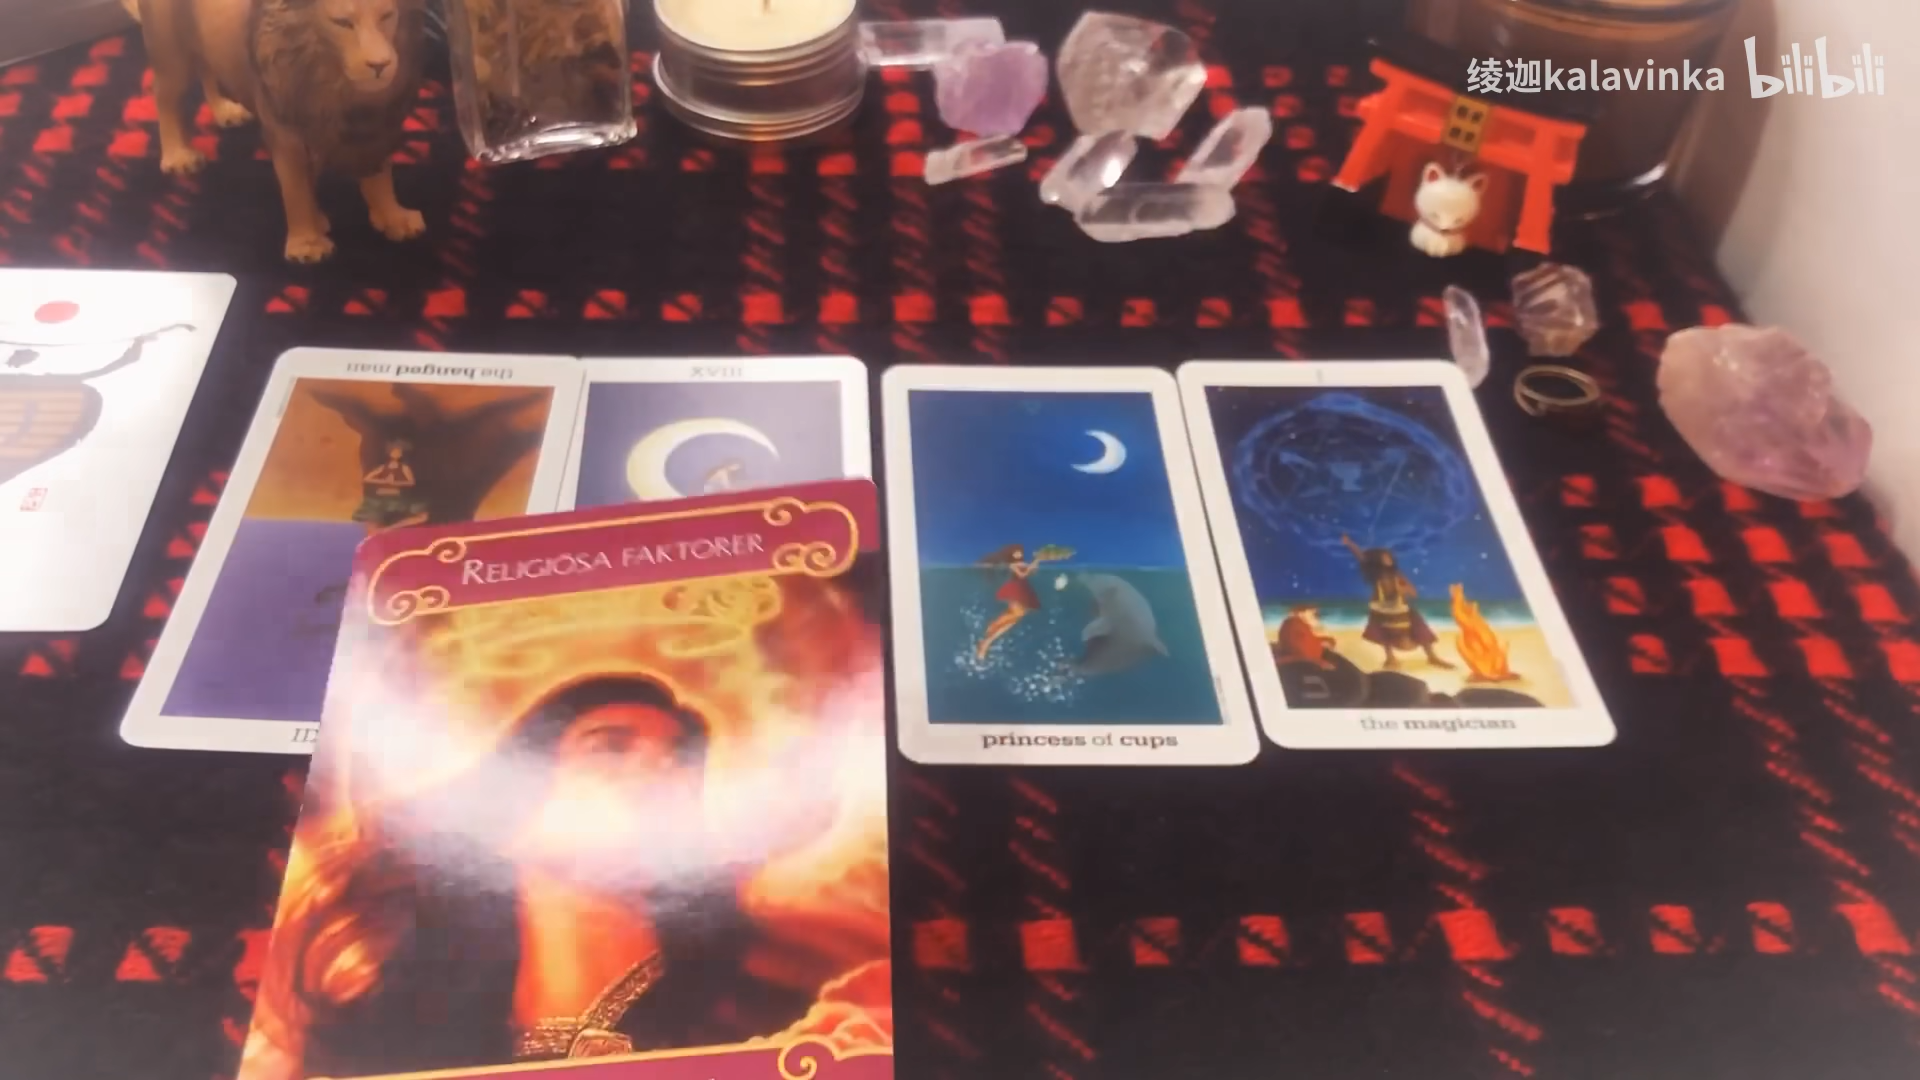 绫迦kalavinka bilibili
the hanged man
XVIII
RELIGIÖSA FAKTORER
princess of cups
the magician
I